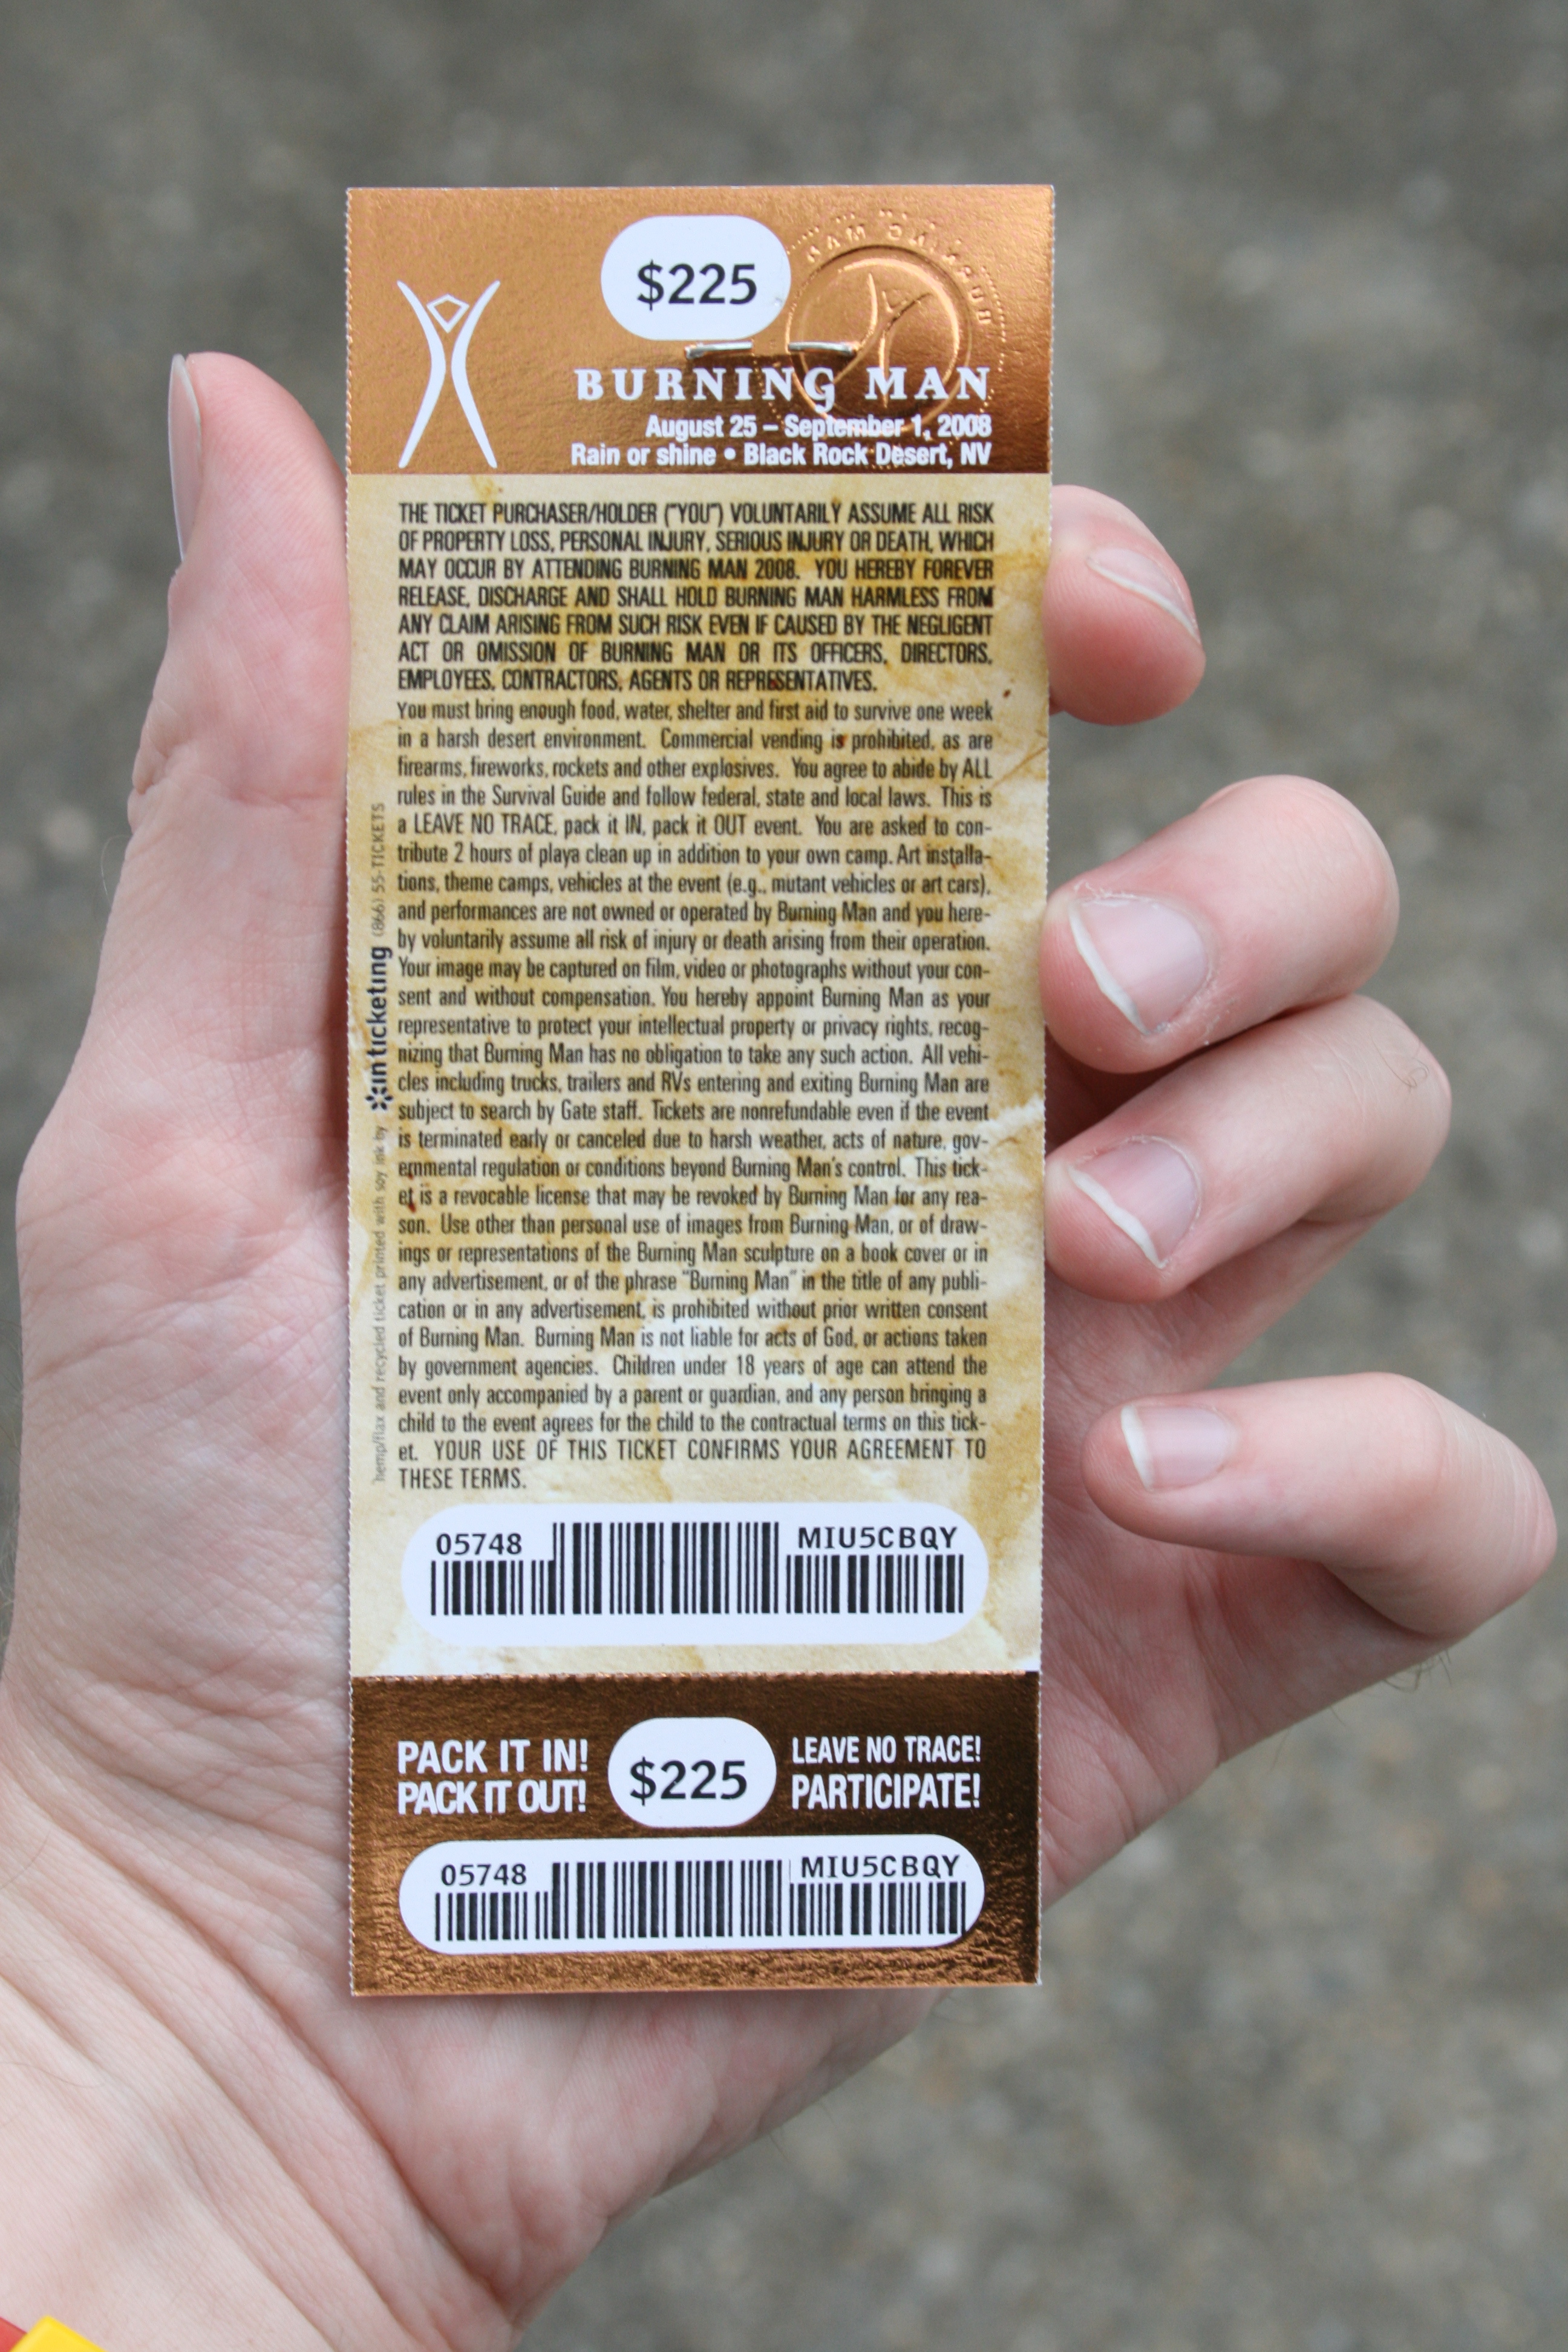 $225
BURNING MAN
BURNING MAN
August 25 – September 1, 2008
Rain or shine • Black Rock Desert, NV
THE TICKET PURCHASER/HOLDER ("YOU") VOLUNTARILY ASSUME ALL RISK
OF PROPERTY LOSS, PERSONAL INJURY, SERIOUS INJURY OR DEATH, WHICH
MAY OCCUR BY ATTENDING BURNING MAN 2008. YOU HEREBY FOREVER
RELEASE, DISCHARGE AND SHALL HOLD BURNING MAN HARMLESS FROM
ANY CLAIM ARISING FROM SUCH RISK EVEN IF CAUSED BY THE NEGLIGENT
ACT OR OMISSION OF BURNING MAN OR ITS OFFICERS, DIRECTORS,
EMPLOYEES, CONTRACTORS, AGENTS OR REPRESENTATIVES.
You must bring enough food, water, shelter and first aid to survive one week
in a harsh desert environment. Commercial vending is prohibited, as are
firearms, fireworks, rockets and other explosives. You agree to abide by ALL
rules in the Survival Guide and follow federal, state and local laws. This is
a LEAVE NO TRACE, pack it IN, pack it OUT event. You are asked to con-
tribute 2 hours of playa clean up in addition to your own camp. Art installa-
tions, theme camps, vehicles at the event (e.g., mutant vehicles or art cars),
and performances are not owned or operated by Burning Man and you here-
by voluntarily assume all risk of injury or death arising from their operation.
Your image may be captured on film, video or photographs without your con-
sent and without compensation. You hereby appoint Burning Man as your
representative to protect your intellectual property or privacy rights, recog-
nizing that Burning Man has no obligation to take any such action. All vehi-
cles including trucks, trailers and RVs entering and exiting Burning Man are
subject to search by Gate staff. Tickets are nonrefundable even if the event
is terminated early or canceled due to harsh weather, acts of nature, gov-
ernmental regulation or conditions beyond Burning Man's control. This tick-
et is a revocable license that may be revoked by Burning Man for any rea-
son. Use other than personal use of images from Burning Man, or of draw-
ings or representations of the Burning Man sculpture on a book cover or in
any advertisement, or of the phrase "Burning Man" in the title of any publi-
cation or in any advertisement, is prohibited without prior written consent
of Burning Man. Burning Man is not liable for acts of God, or actions taken
by government agencies. Children under 18 years of age can attend the
event only accompanied by a parent or guardian, and any person bringing a
child to the event agrees for the child to the contractual terms on this tick-
et. YOUR USE OF THIS TICKET CONFIRMS YOUR AGREEMENT TO
THESE TERMS.
hemp/flax and recycled ticket printed with soy ink by inticketing (866) 55-TICKETS
05748 MIU5CBQY
PACK IT IN! $225 LEAVE NO TRACE!
PACK IT OUT! PARTICIPATE!
05748 MIU5CBQY